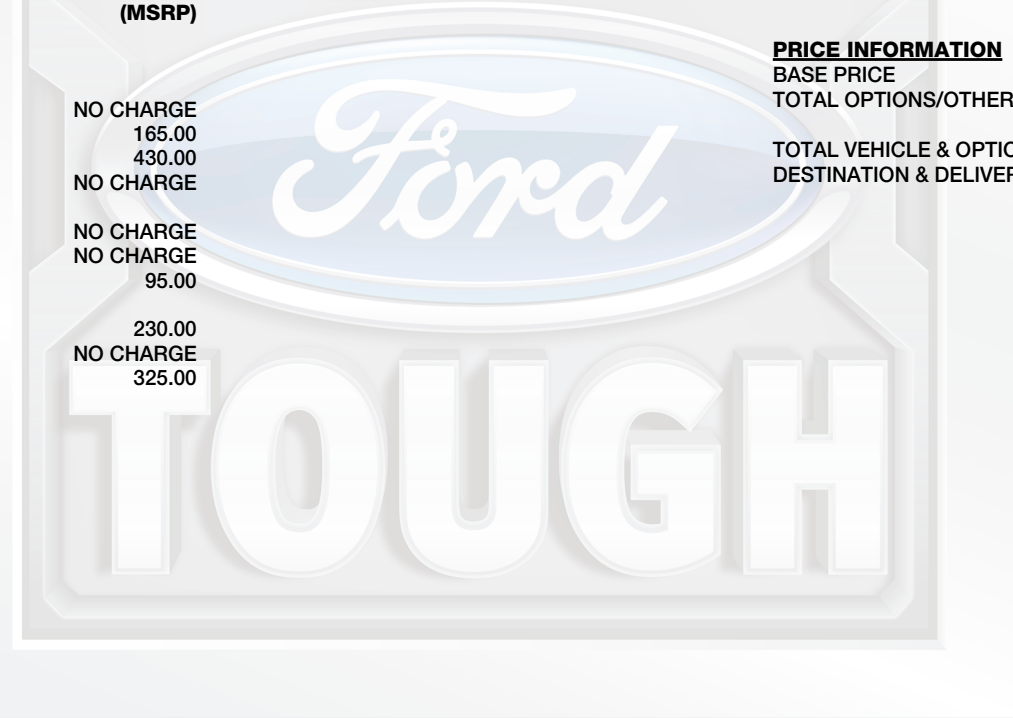 (MSRP)
NO CHARGE
165.00
430.00
NO CHARGE
NO CHARGE
NO CHARGE
95.00
230.00
NO CHARGE
325.00
PRICE INFORMATION
BASE PRICE
TOTAL OPTIONS/OTHER
TOTAL VEHICLE & OPTIO
DESTINATION & DELIVER
Ford
TOUGH